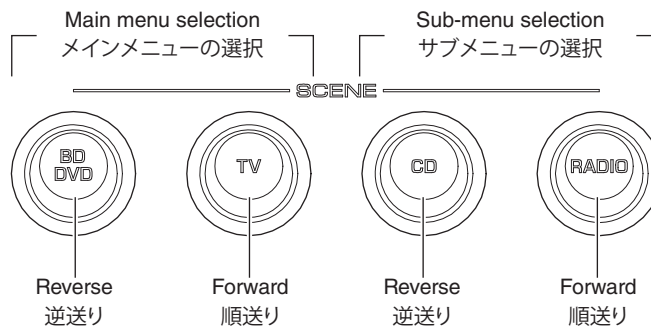 Main menu selection
メインメニューの選択
Sub-menu selection
サブメニューの選択
SCENE
BD
DVD
TV
CD
RADIO
Reverse
逆送り
Forward
順送り
Reverse
逆送り
Forward
順送り